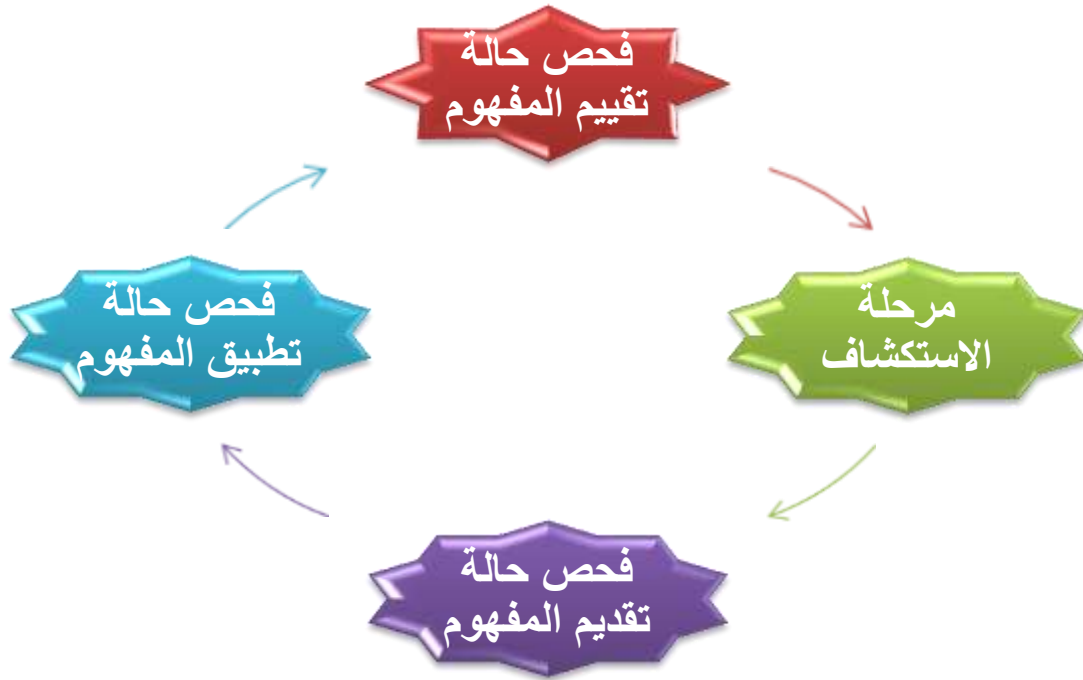 فحص حالة
تقييم المفهوم
مرحلة
الاستكشاف
فحص حالة
تقديم المفهوم
فحص حالة
تطبيق المفهوم